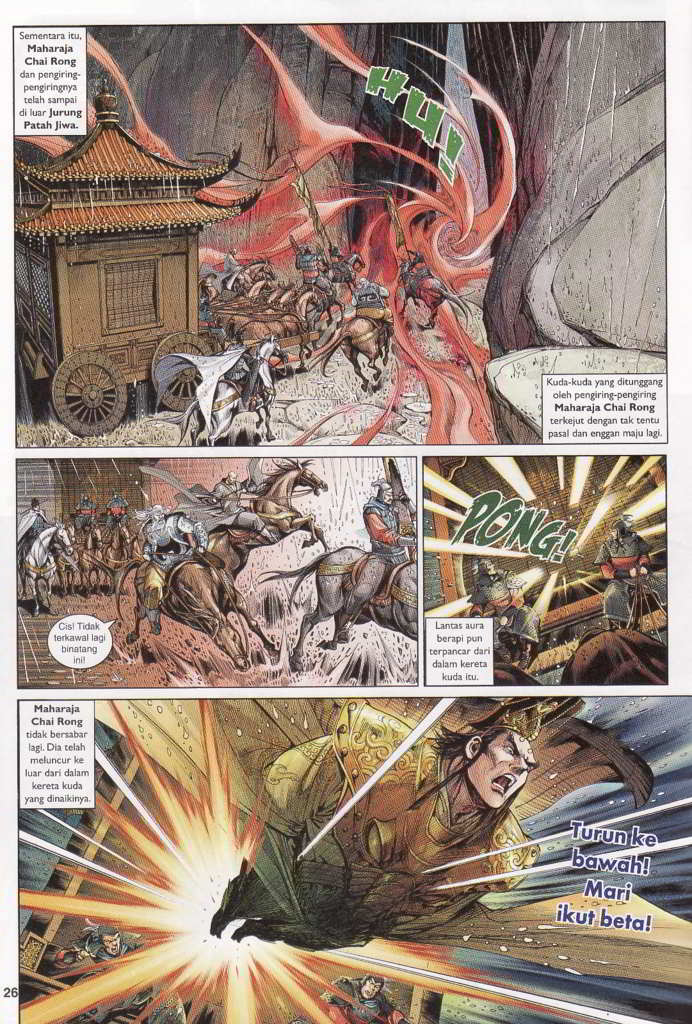 Sementara itu,
Maharaja
Chai Rong
dan pengiring-
pengiringnya
telah sampai
di luar Jurung
Patah Jiwa.
HU!
Kuda-kuda yang ditunggang
oleh pengiring-pengiring
Maharaja Chai Rong
terkejut dengan tak tentu
pasal dan enggan maju lagi.
Cis! Tidak
terkawal lagi
binatang
ini!
PONG!
Lantas aura
berapi pun
terpancar dari
dalam kereta
kuda itu.
Maharaja
Chai Rong
tidak bersabar
lagi. Dia telah
meluncur ke
luar dari dalam
kereta kuda
yang dinaikinya.
Turun ke
bawah!
Mari
ikut beta!
26